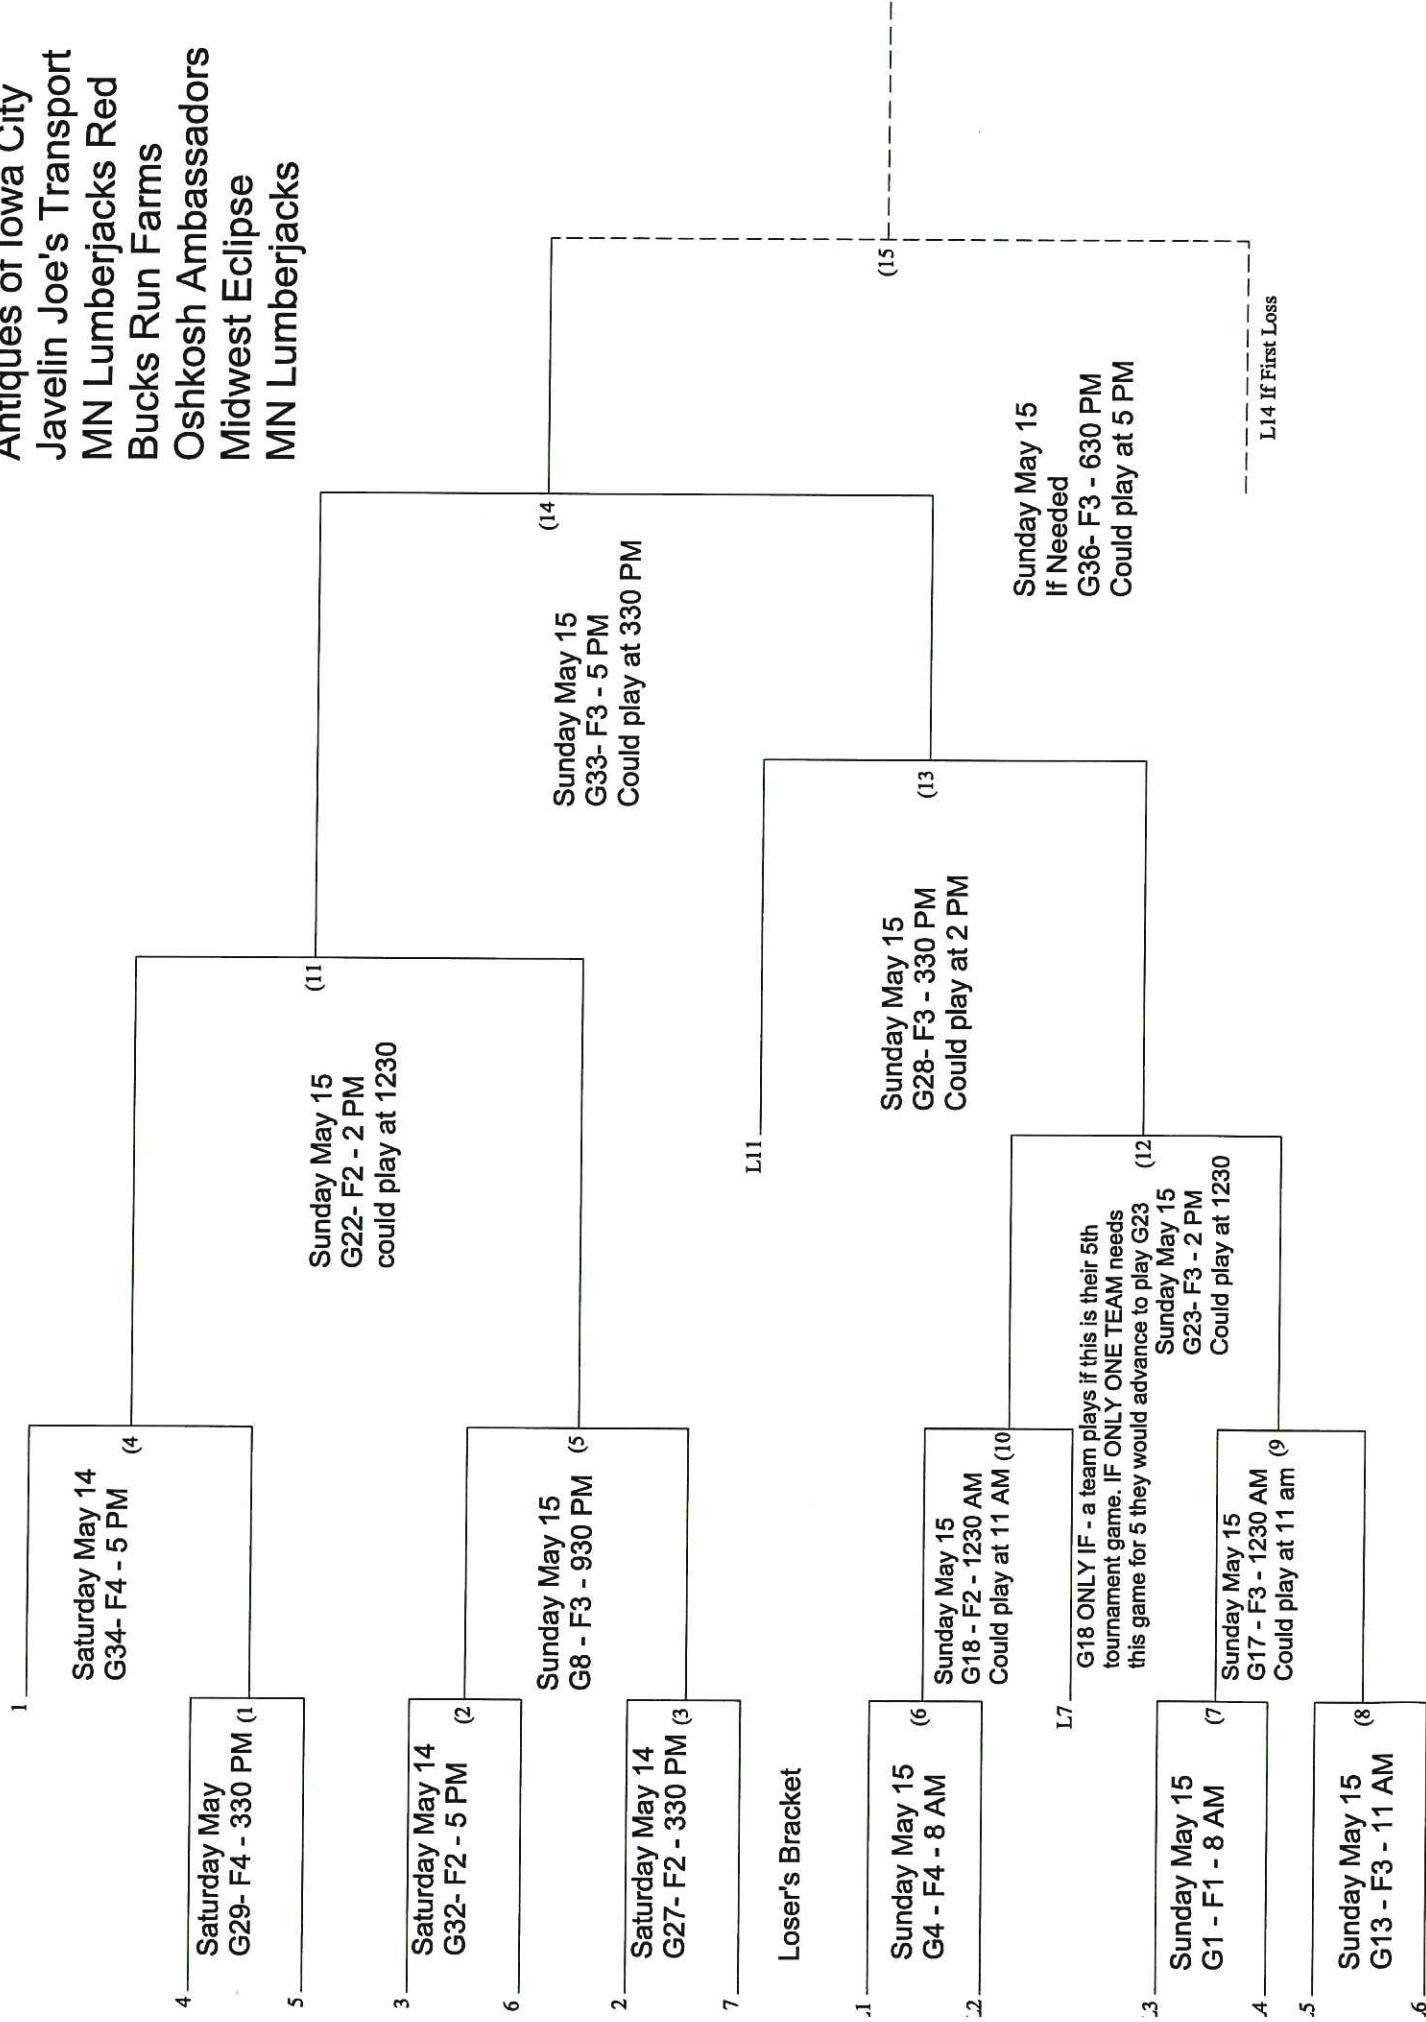 Antiques of Iowa City
Javelin Joe's Transport
MN Lumberjacks Red
Bucks Run Farms
Oshkosh Ambassadors
Midwest Eclipse
MN Lumberjacks
1
Saturday May 14
G34- F4 - 5 PM
(4
4
Saturday May
G29- F4 - 330 PM (1
5
Sunday May 15
G22- F2 - 2 PM
could play at 1230
(11
3
Saturday May 14
G32- F2 - 5 PM
(2
6
Sunday May 15
G8 - F3 - 930 PM (5
2
Saturday May 14
G27- F2 - 330 PM (3
7
Sunday May 15
G33- F3 - 5 PM
Could play at 330 PM
(14
(15
Loser's Bracket
L11
Sunday May 15
G28- F3 - 330 PM
Could play at 2 PM
(13
Sunday May 15
If Needed
G36- F3 - 630 PM
Could play at 5 PM
L14 If First Loss
.1
Sunday May 15
G4 - F4 - 8 AM
(6
.2
Sunday May 15
G18 - F2 - 1230 AM
Could play at 11 AM (10
L7
G18 ONLY IF - a team plays if this is their 5th
tournament game. IF ONLY ONE TEAM needs
this game for 5 they would advance to play G23
(12
Sunday May 15
G23- F3 - 2 PM
Could play at 1230
.3
Sunday May 15
G1 - F1 - 8 AM
(7
.4
Sunday May 15
G17 - F3 - 1230 AM
Could play at 11 am (9
.5
Sunday May 15
G13 - F3 - 11 AM
(8
.6